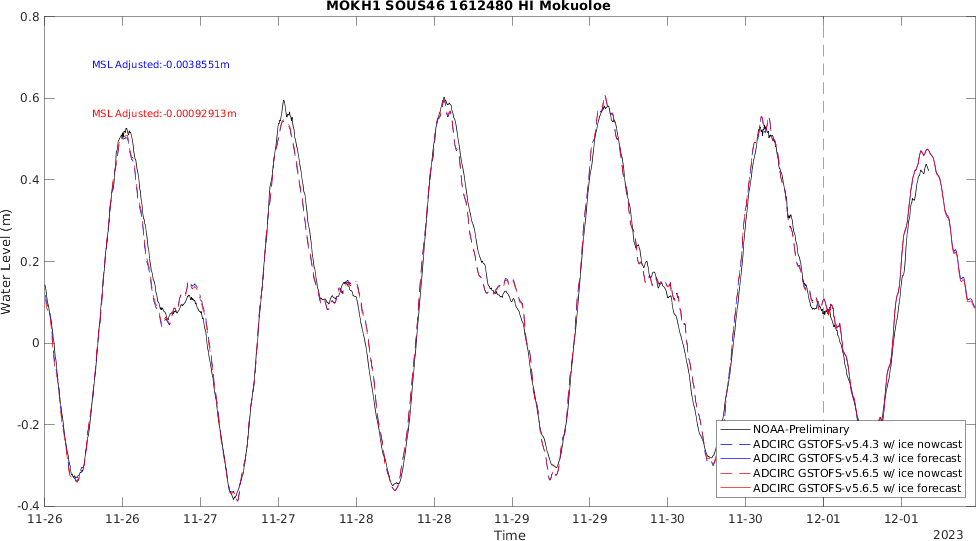 MOKH1 SOUS46 1612480 HI Mokuoloe
0.8
0.6
0.4
0.2
0
-0.2
-0.4
Water Level (m)
MSL Adjusted:-0.0038551m
MSL Adjusted:-0.00092913m
NOAA-Preliminary
ADCIRC GSTOFS-v5.4.3 w/ ice nowcast
ADCIRC GSTOFS-v5.4.3 w/ ice forecast
ADCIRC GSTOFS-v5.6.5 w/ ice nowcast
ADCIRC GSTOFS-v5.6.5 w/ ice forecast
11-26 11-26 11-27 11-27 11-28 11-28 11-29 11-29 11-30 11-30 12-01 12-01
Time
2023